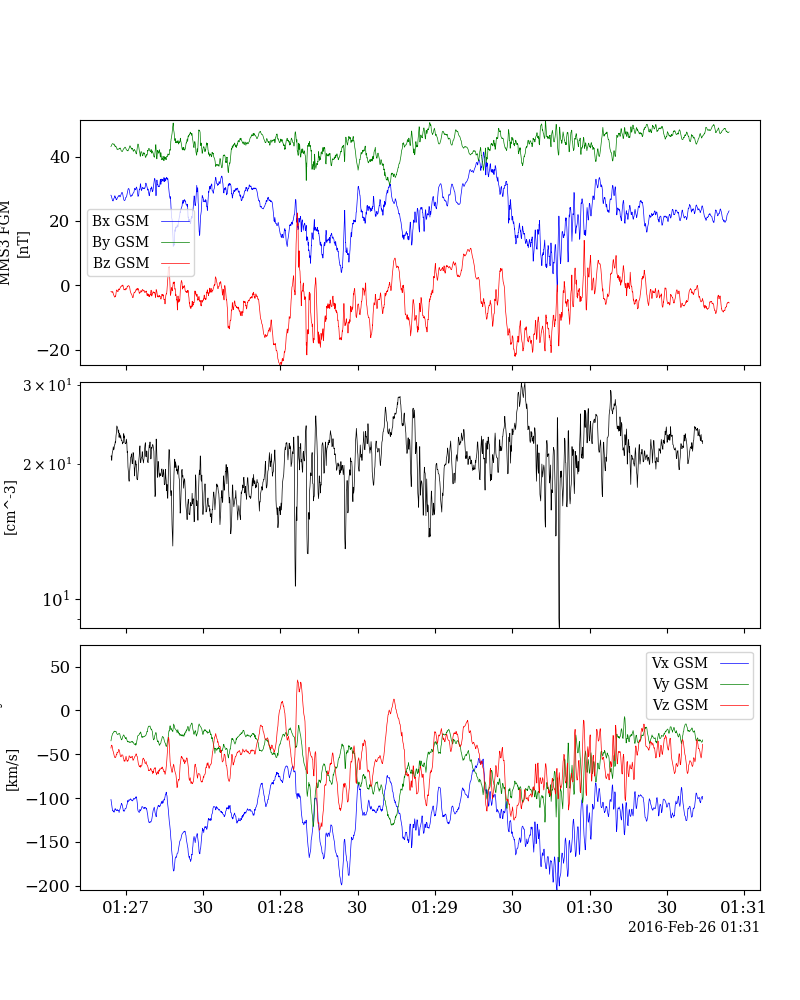 40
20
0
−20
MMS3 FGM
[nT]
Bx GSM
By GSM
Bz GSM
3 × 10¹
2 × 10¹
10¹
[cm^-3]
50
0
−50
−100
−150
−200
[km/s]
Vx GSM
Vy GSM
Vz GSM
01:27 30 01:28 30 01:29 30 01:30 30 01:31
2016-Feb-26 01:31